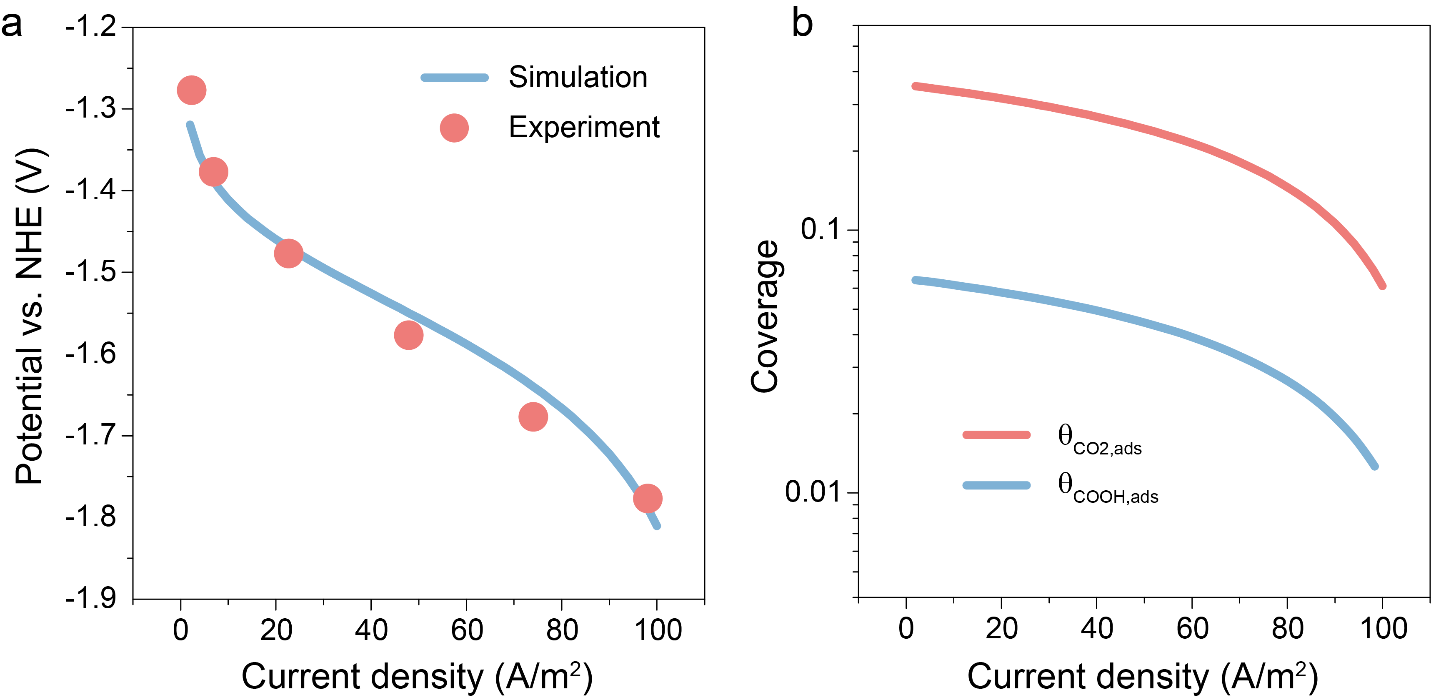 a
-1.2
-1.3
-1.4
-1.5
-1.6
-1.7
-1.8
-1.9
Potential vs. NHE (V)
Simulation
Experiment
0 20 40 60 80 100
Current density (A/m²)
b
0.1
0.01
Coverage
θCO2,ads
θCOOH,ads
0 20 40 60 80 100
Current density (A/m²)